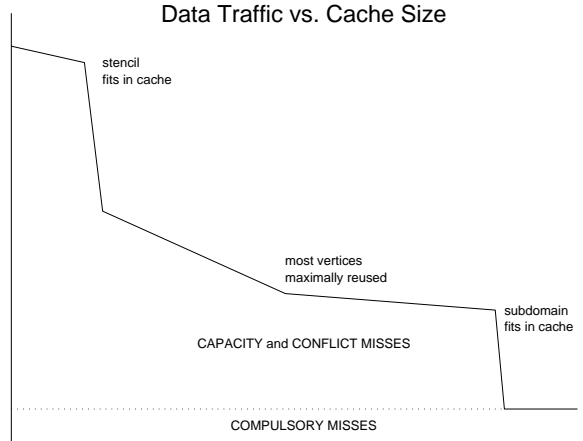 Data Traffic vs. Cache Size
stencil
fits in cache
most vertices
maximally reused
subdomain
fits in cache
CAPACITY and CONFLICT MISSES
COMPULSORY MISSES